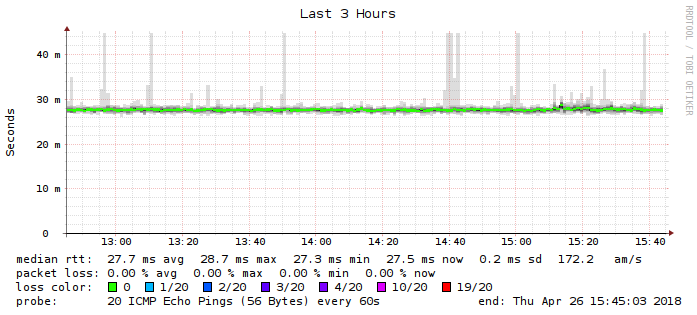 Last 3 Hours
RRDTOOL / TOBI OETIKER
Seconds
40 m
30 m
20 m
10 m
0
13:00 13:20 13:40 14:00 14:20 14:40 15:00 15:20 15:40
median rtt: 27.7 ms avg 28.7 ms max 27.3 ms min 27.5 ms now 0.2 ms sd 172.2 am/s
packet loss: 0.00 % avg 0.00 % max 0.00 % min 0.00 % now
loss color: 0 1/20 2/20 3/20 4/20 10/20 19/20
probe: 20 ICMP Echo Pings (56 Bytes) every 60s end: Thu Apr 26 15:45:03 2018